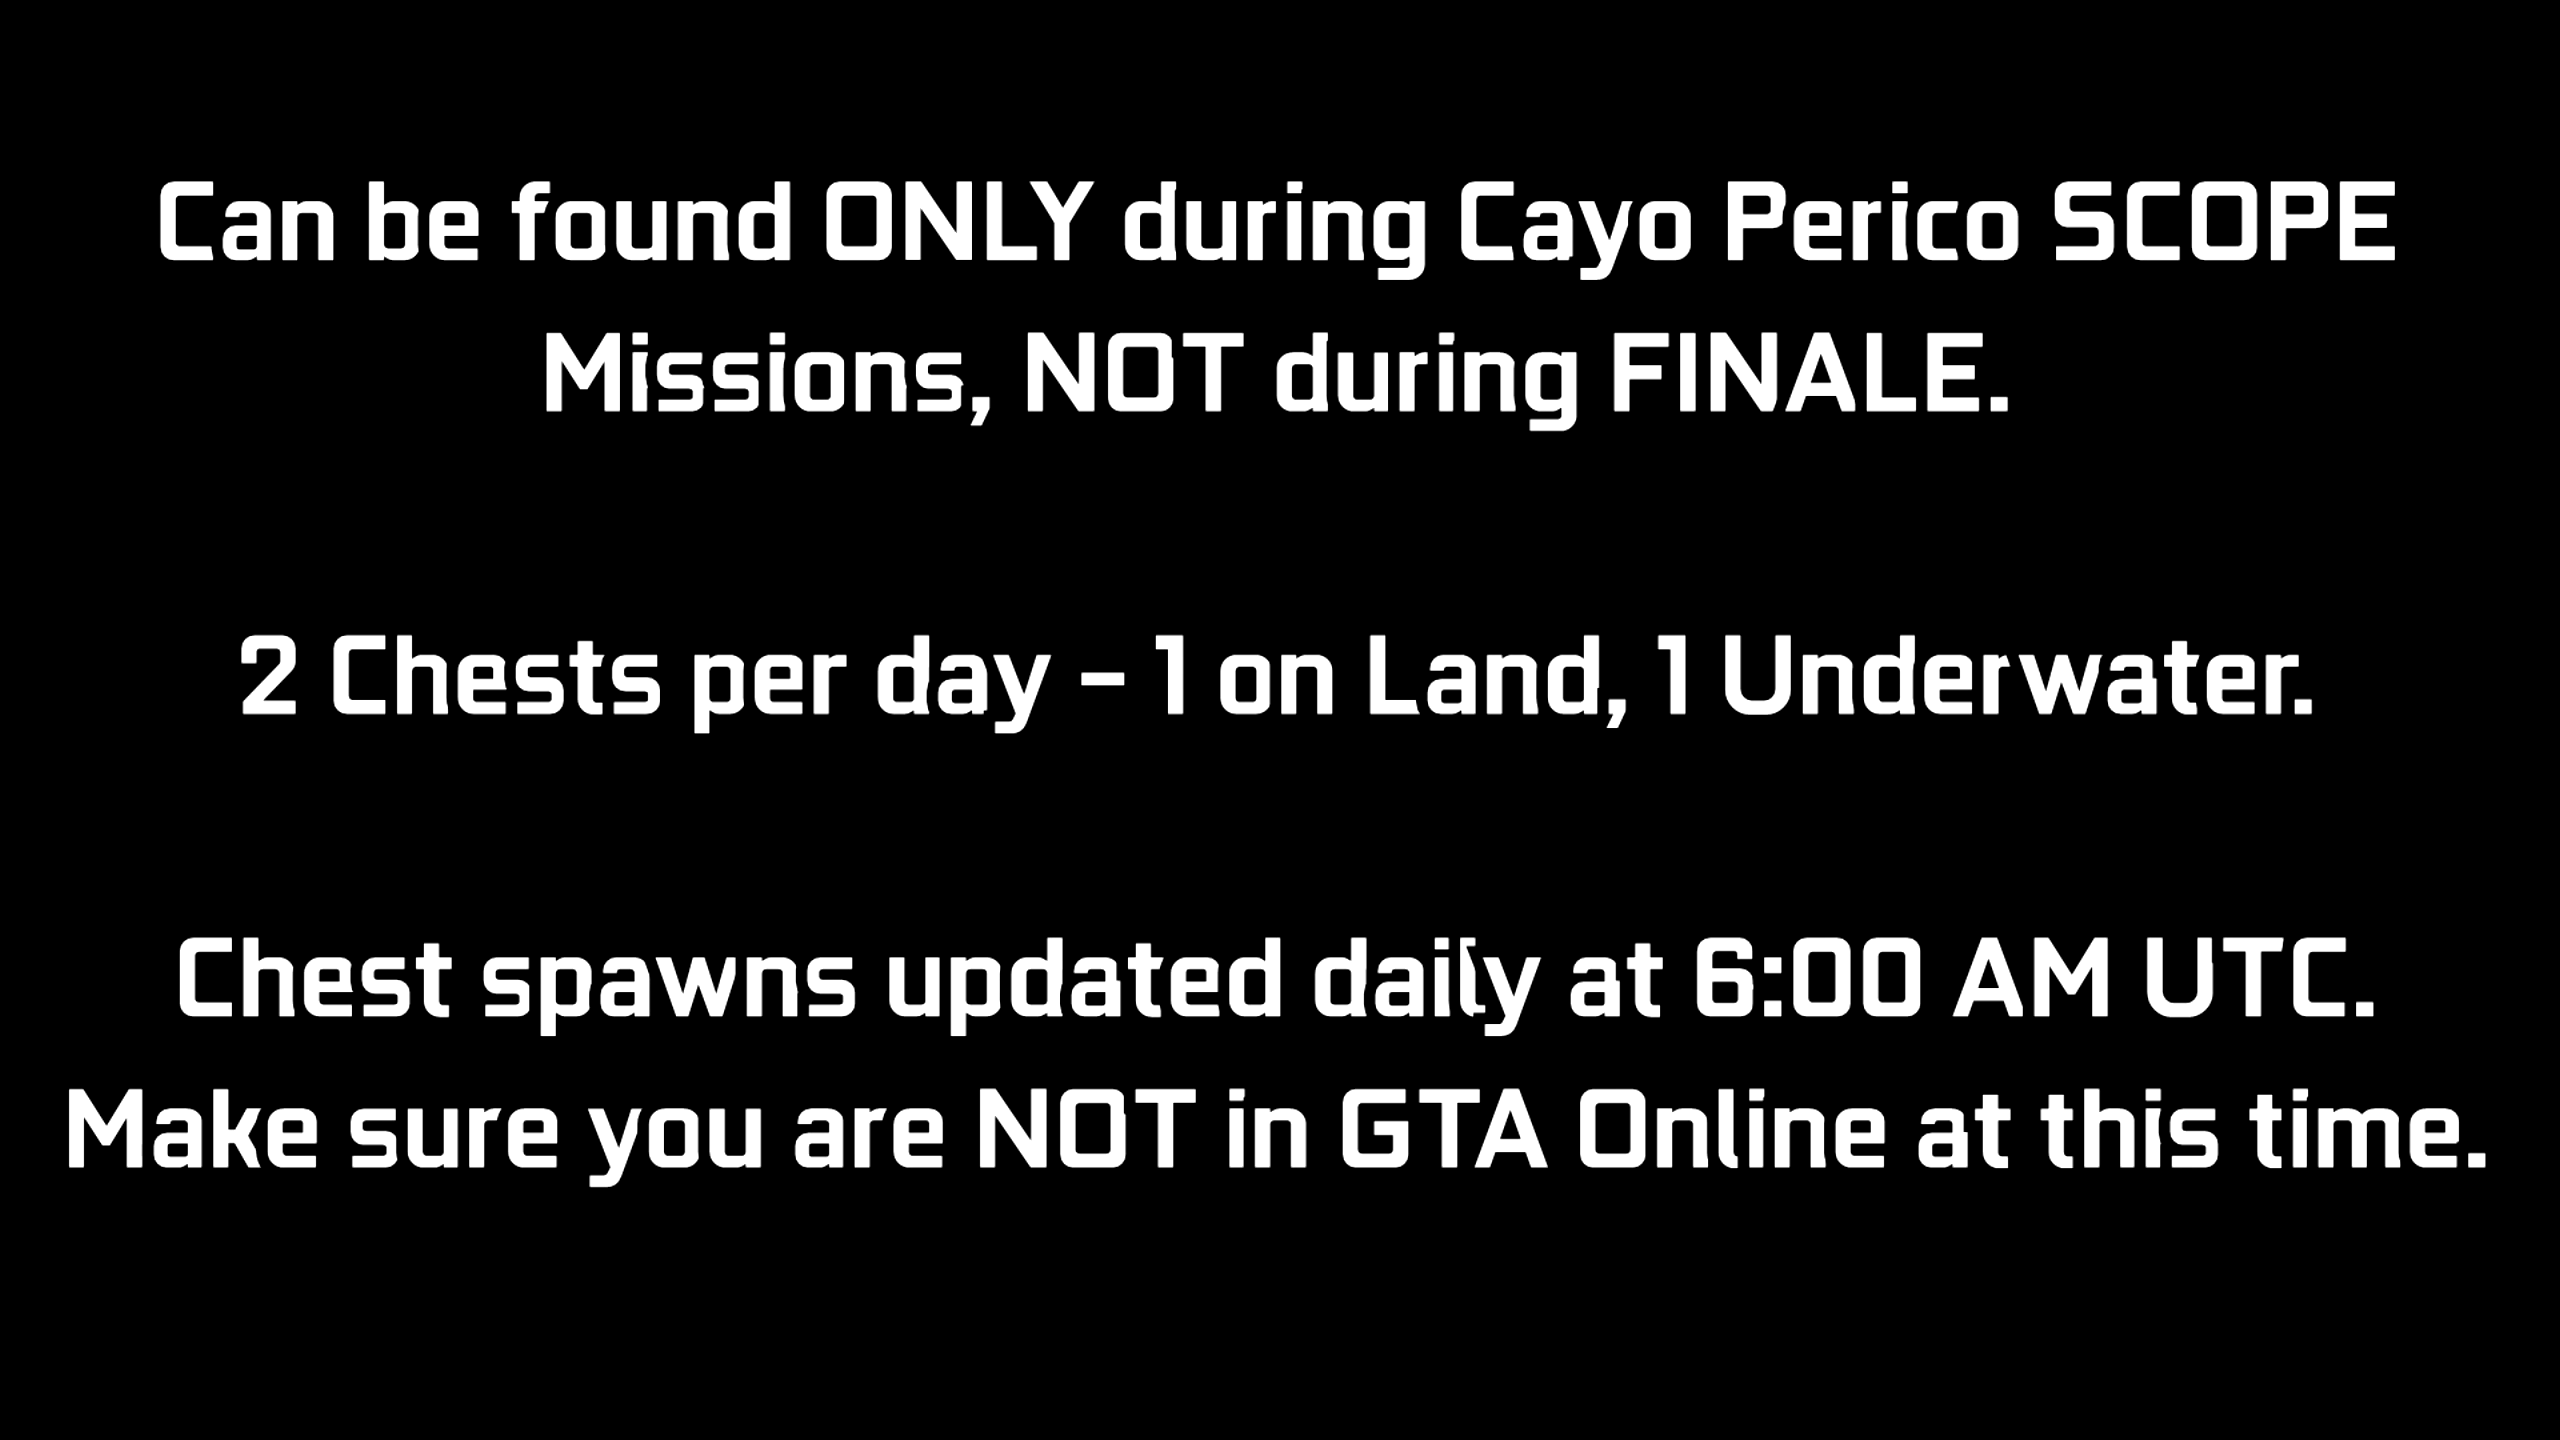 Can be found ONLY during Cayo Perico SCOPE
Missions, NOT during FINALE.
2 Chests per day - 1 on Land, 1 Underwater.
Chest spawns updated daily at 6:00 AM UTC.
Make sure you are NOT in GTA Online at this time.